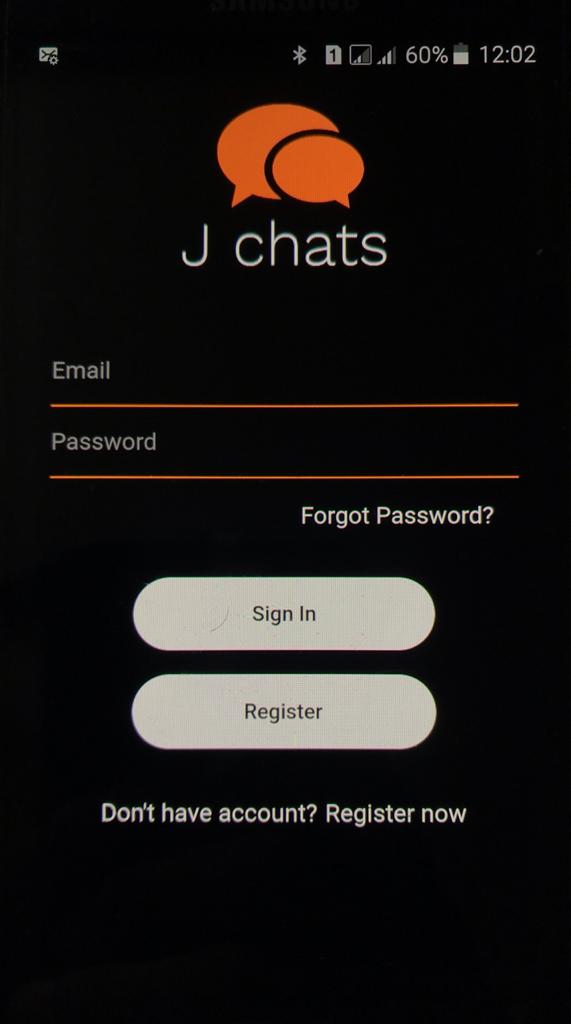 SAMSUNG
1 60% 12:02
J chats
Email
Password
Forgot Password?
Sign In
Register
Don't have account? Register now